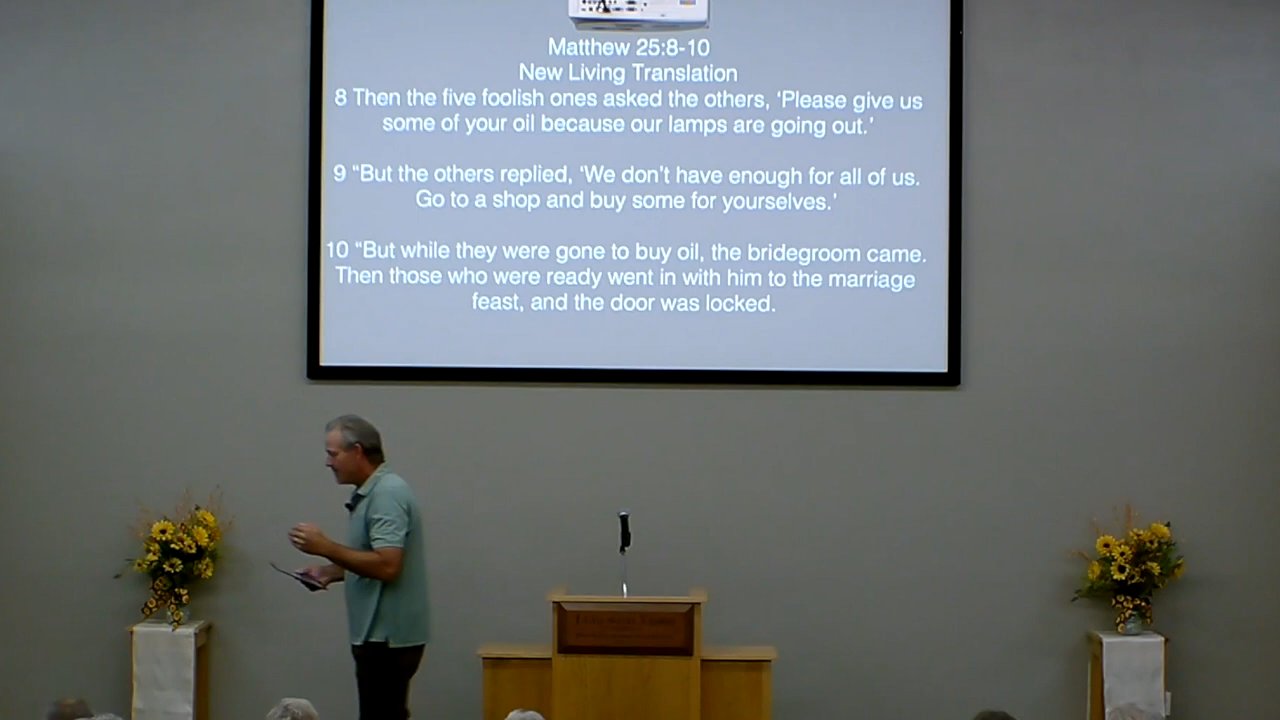 Matthew 25:8-10
New Living Translation
8 Then the five foolish ones asked the others, ‘Please give us
some of your oil because our lamps are going out.’
9 “But the others replied, ‘We don’t have enough for all of us.
Go to a shop and buy some for yourselves.’
10 “But while they were gone to buy oil, the bridegroom came.
Then those who were ready went in with him to the marriage
feast, and the door was locked.